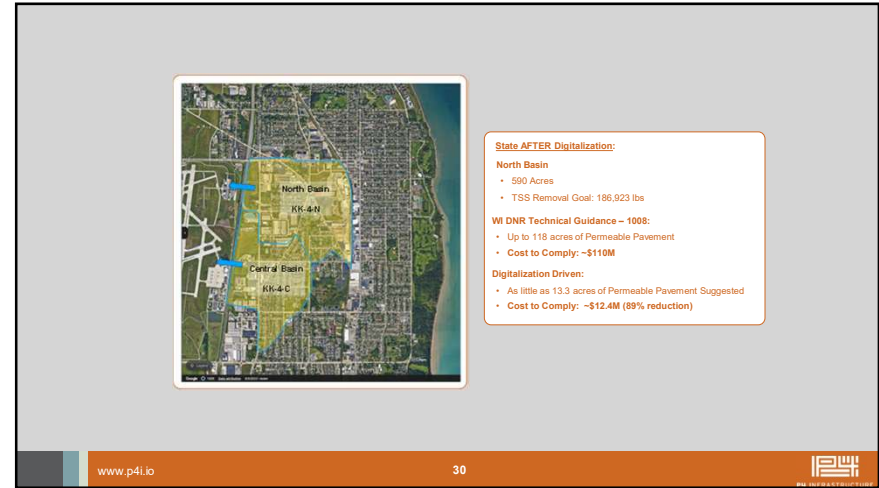 North Basin
KK-4-N
Central Basin
KK-4-C
Google
State AFTER Digitalization:
North Basin
• 590 Acres
• TSS Removal Goal: 186,923 lbs
WI DNR Technical Guidance – 1008:
• Up to 118 acres of Permeable Pavement
• Cost to Comply: ~$110M
Digitalization Driven:
• As little as 13.3 acres of Permeable Pavement Suggested
• Cost to Comply: ~$12.4M (89% reduction)
www.p4i.io
30
P4 INFRASTRUCTURE